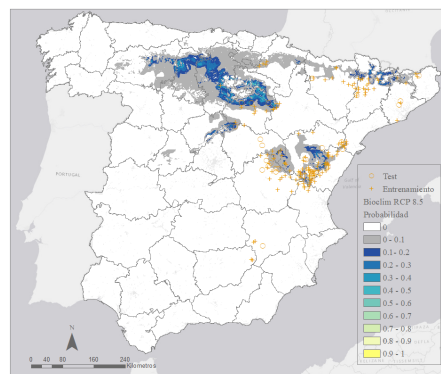 PORTUGAL
Test
Entrenamiento
Bioclim RCP 8.5
Probabilidad
0
0 - 0.1
0.1- 0.2
0.2 - 0.3
0.3 - 0.4
0.4 - 0.5
0.5 - 0.6
0.6 - 0.7
0.7 - 0.8
0.8 - 0.9
0.9 - 1
N
0 40 80 160 240
Kilometros